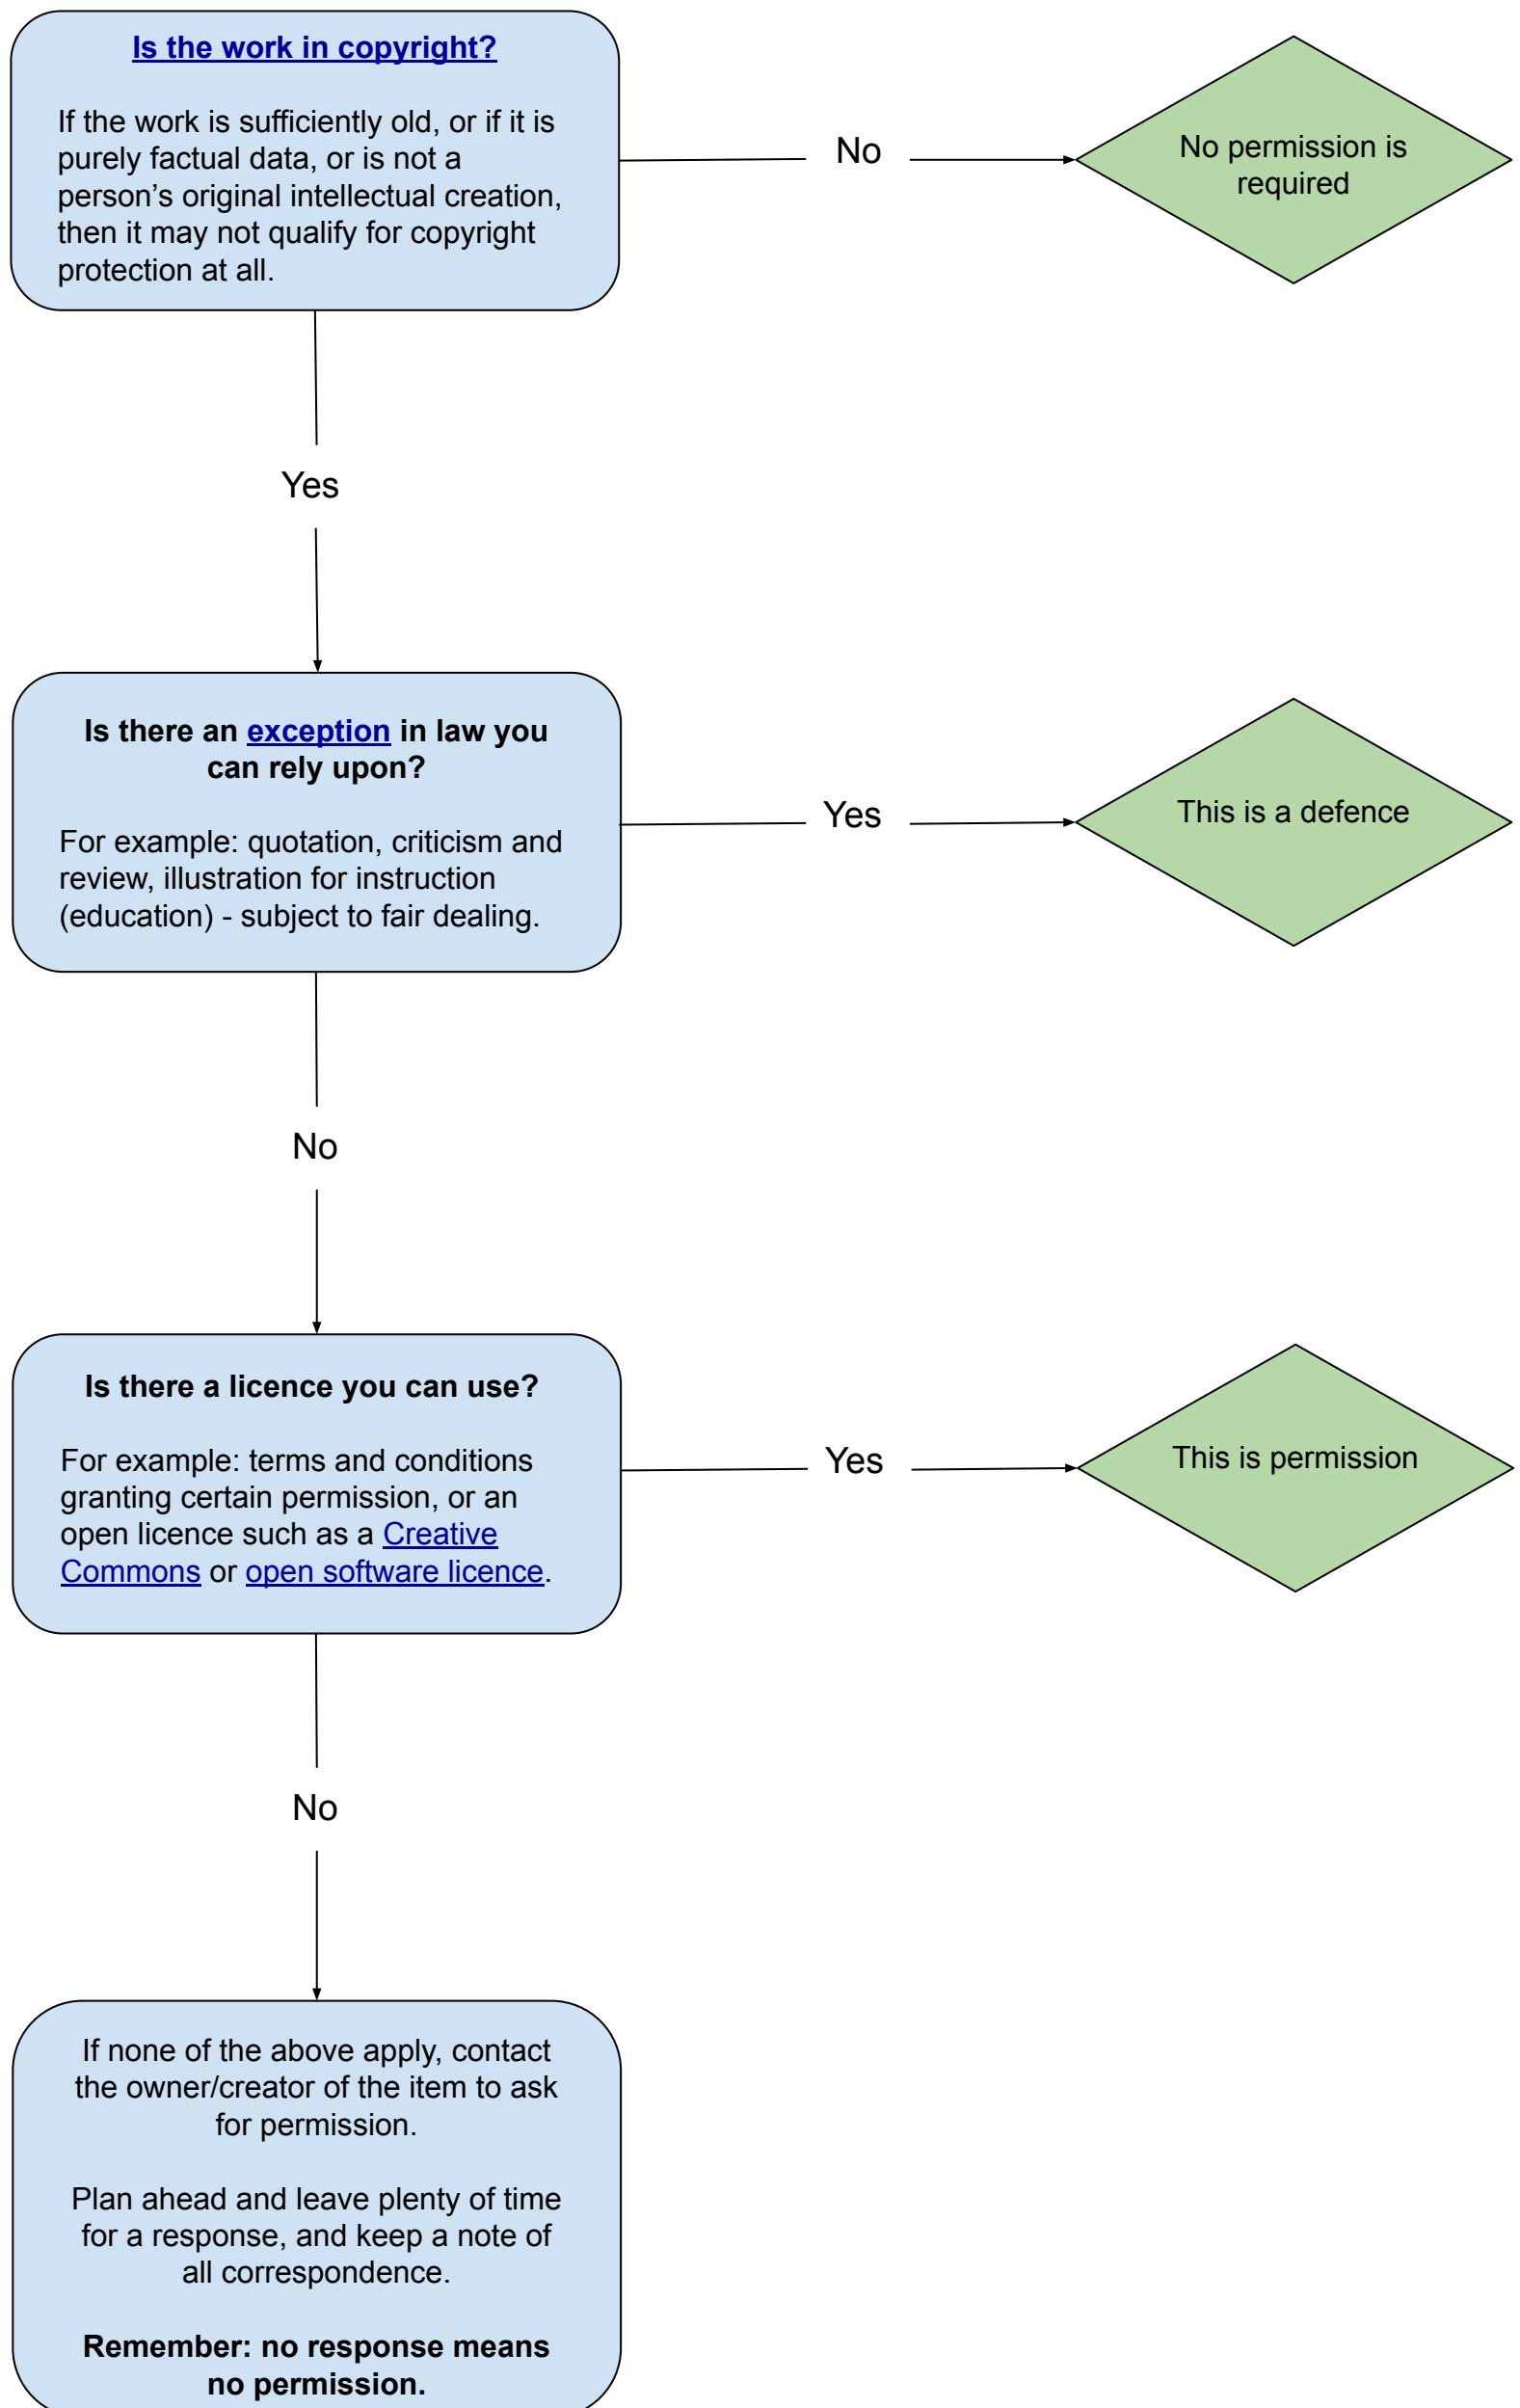 Is the work in copyright?
If the work is sufficiently old, or if it is
purely factual data, or is not a
person’s original intellectual creation,
then it may not qualify for copyright
protection at all.
No
No permission is
required
Yes
Is there an exception in law you
can rely upon?
For example: quotation, criticism and
review, illustration for instruction
(education) - subject to fair dealing.
Yes
This is a defence
No
Is there a licence you can use?
For example: terms and conditions
granting certain permission, or an
open licence such as a Creative
Commons or open software licence.
Yes
This is permission
No
If none of the above apply, contact
the owner/creator of the item to ask
for permission.
Plan ahead and leave plenty of time
for a response, and keep a note of
all correspondence.
Remember: no response means
no permission.